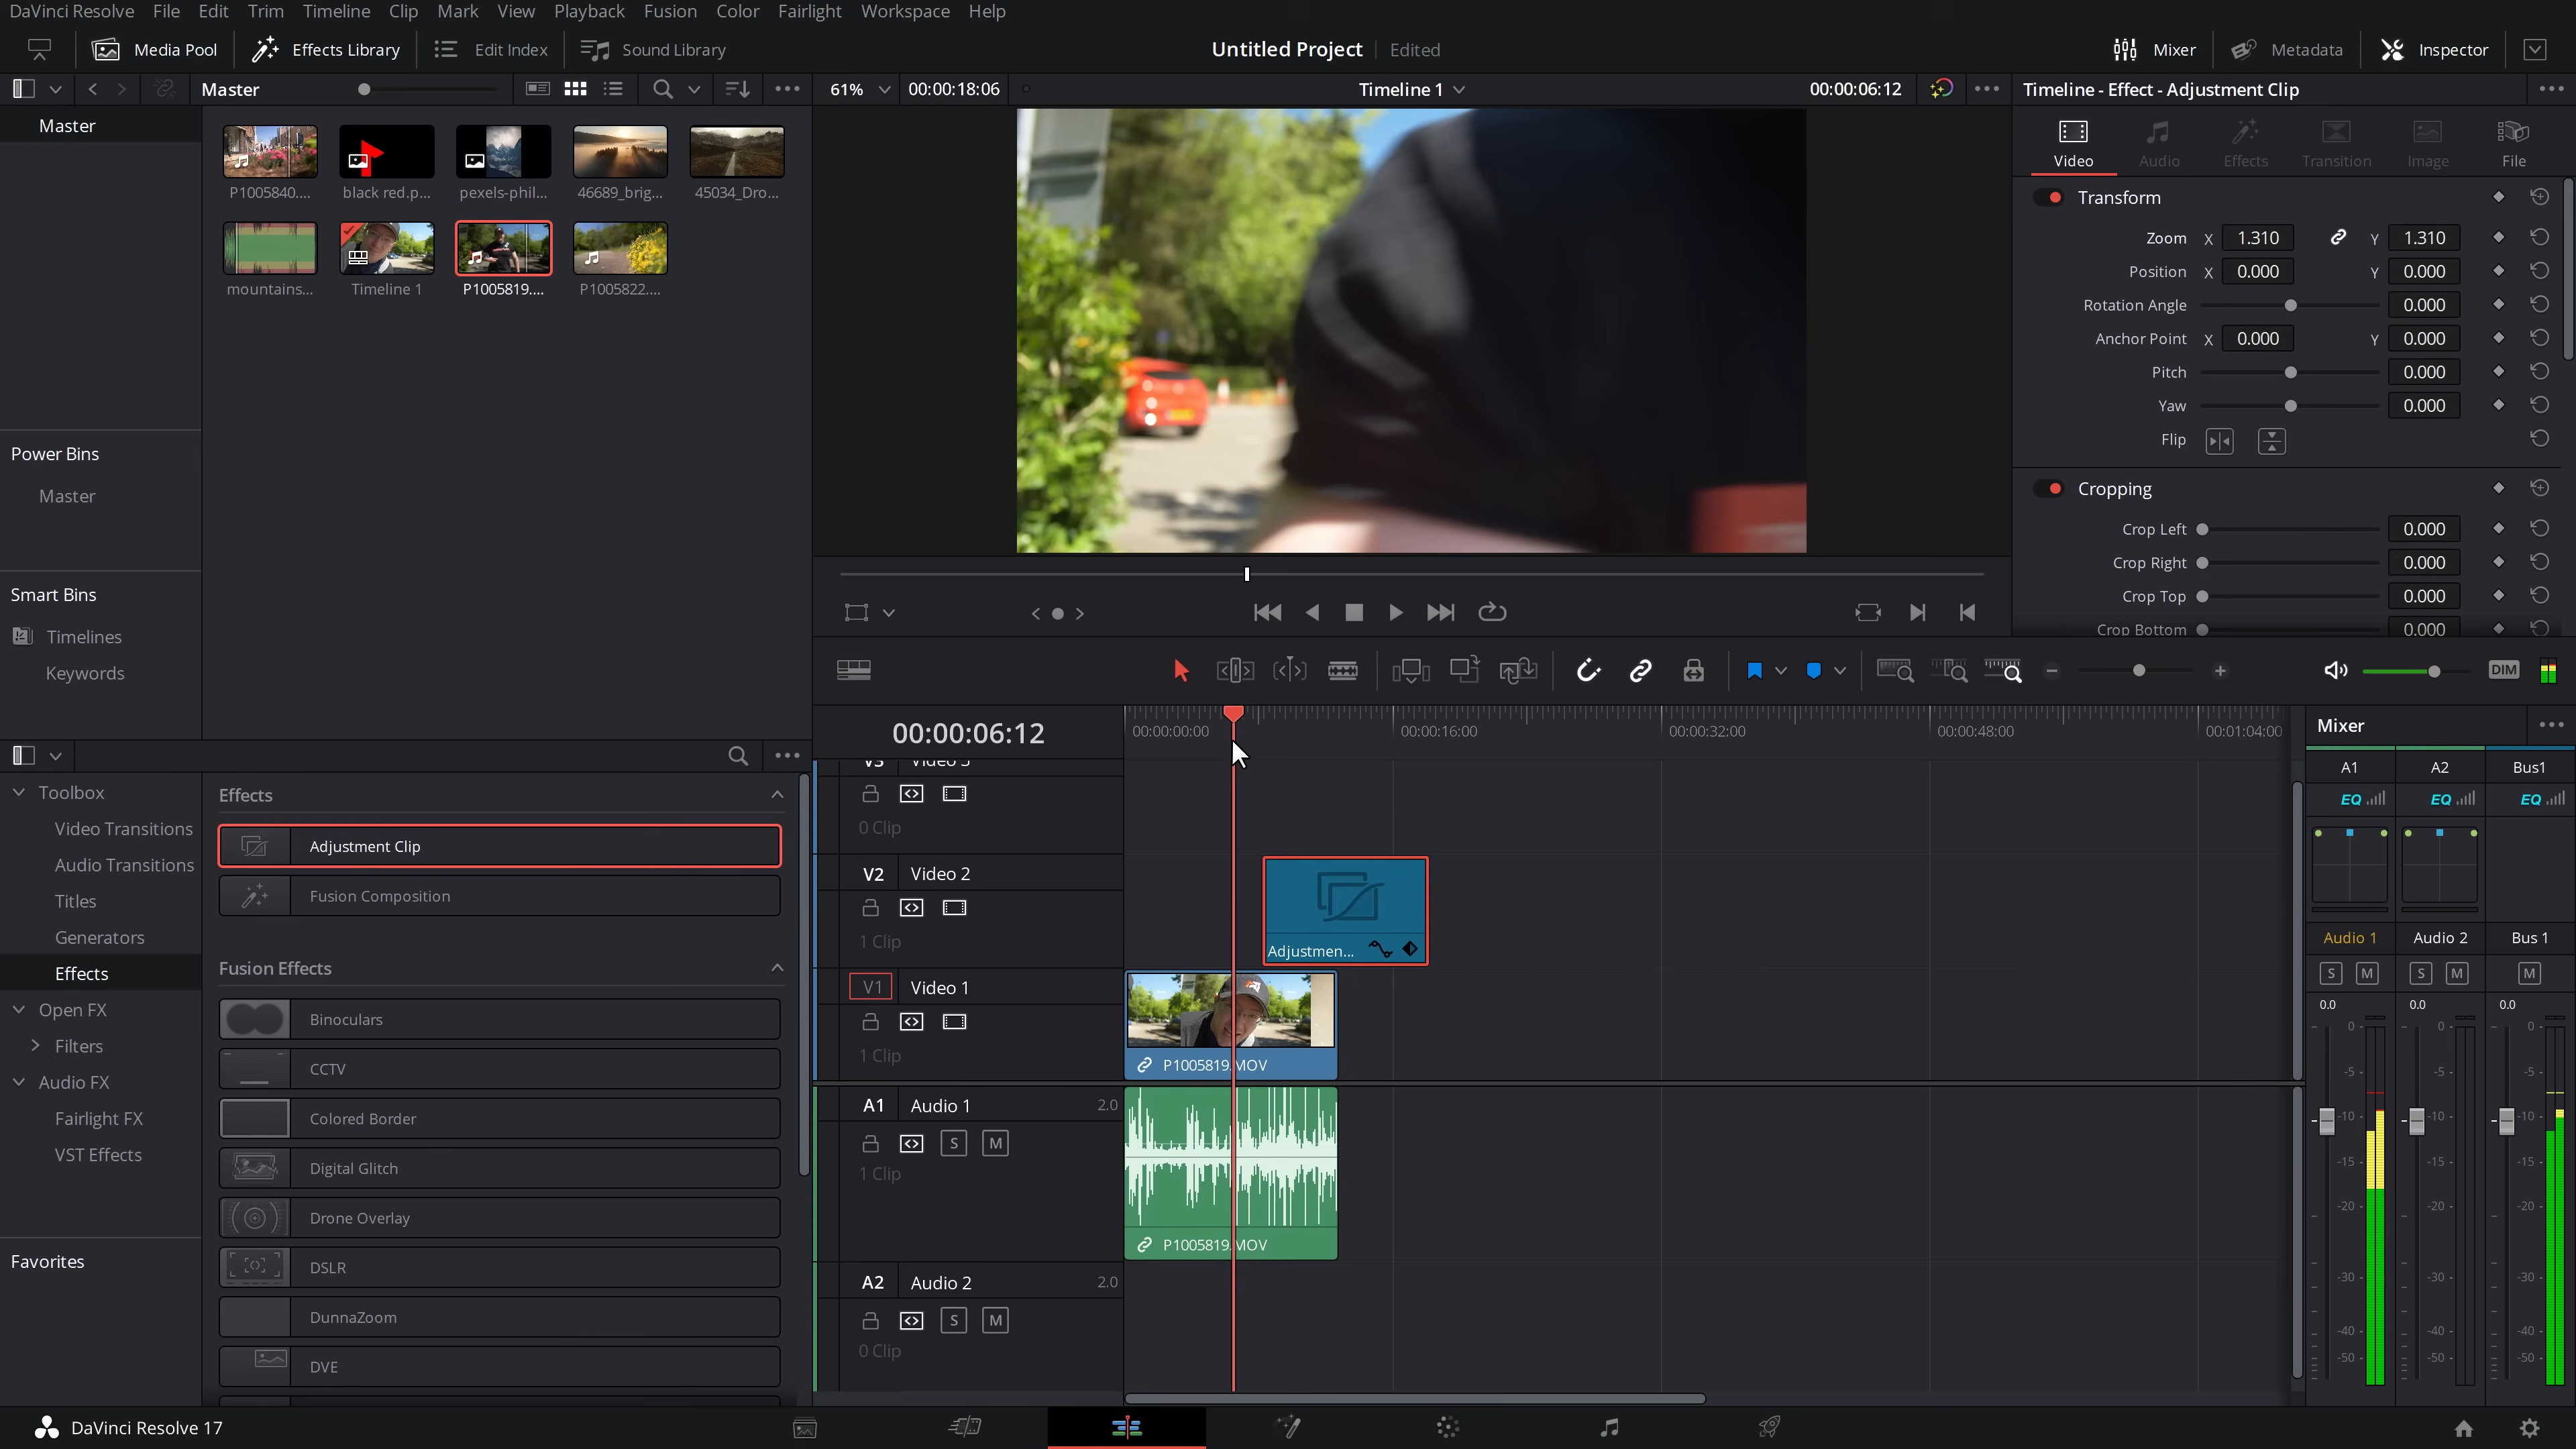 DaVinci Resolve File Edit Trim Timeline Clip Mark View Playback Fusion Color Fairlight Workspace Help
Media Pool Effects Library Edit Index Sound Library Untitled Project Edited Mixer Metadata Inspector
Master 61% 00:00:18:06 Timeline 1 00:00:06:12 Timeline - Effect - Adjustment Clip
Master
P1005840.... black red.p... pexels-phil... 46689_brig... 45034_Dro...
mountains... Timeline 1 P1005819.... P1005822....
Power Bins
Master
Smart Bins
Timelines
Keywords
Video Audio Effects Transition Image File
Transform
Zoom X 1.310 Y 1.310
Position X 0.000 Y 0.000
Rotation Angle 0.000
Anchor Point X 0.000 Y 0.000
Pitch 0.000
Yaw 0.000
Flip
Cropping
Crop Left 0.000
Crop Right 0.000
Crop Top 0.000
Crop Bottom 0.000
DIM
Toolbox
Video Transitions
Audio Transitions
Titles
Generators
Effects
Open FX
Filters
Audio FX
Fairlight FX
VST Effects
Favorites
Effects
Adjustment Clip
Fusion Composition
Fusion Effects
Binoculars
CCTV
Colored Border
Digital Glitch
Drone Overlay
DSLR
DunnaZoom
DVE
00:00:06:12 00:00:00:00 00:00:16:00 00:00:32:00 00:00:48:00 00:01:04:00
V3 Video 3
0 Clip
V2 Video 2
1 Clip
Adjustmen...
V1 Video 1
1 Clip
P1005819.MOV
A1 Audio 1 2.0
S M
1 Clip
P1005819.MOV
A2 Audio 2 2.0
S M
0 Clip
Mixer
A1 A2 Bus1
EQ EQ EQ
Audio 1 Audio 2 Bus 1
S M S M M
0.0 0.0 0.0
0 0 0
-5 -5 -5
-10 -10 -10
-15 -15 -15
-20 -20 -20
-30 -30 -30
-40 -40 -40
-50 -50 -50
DaVinci Resolve 17